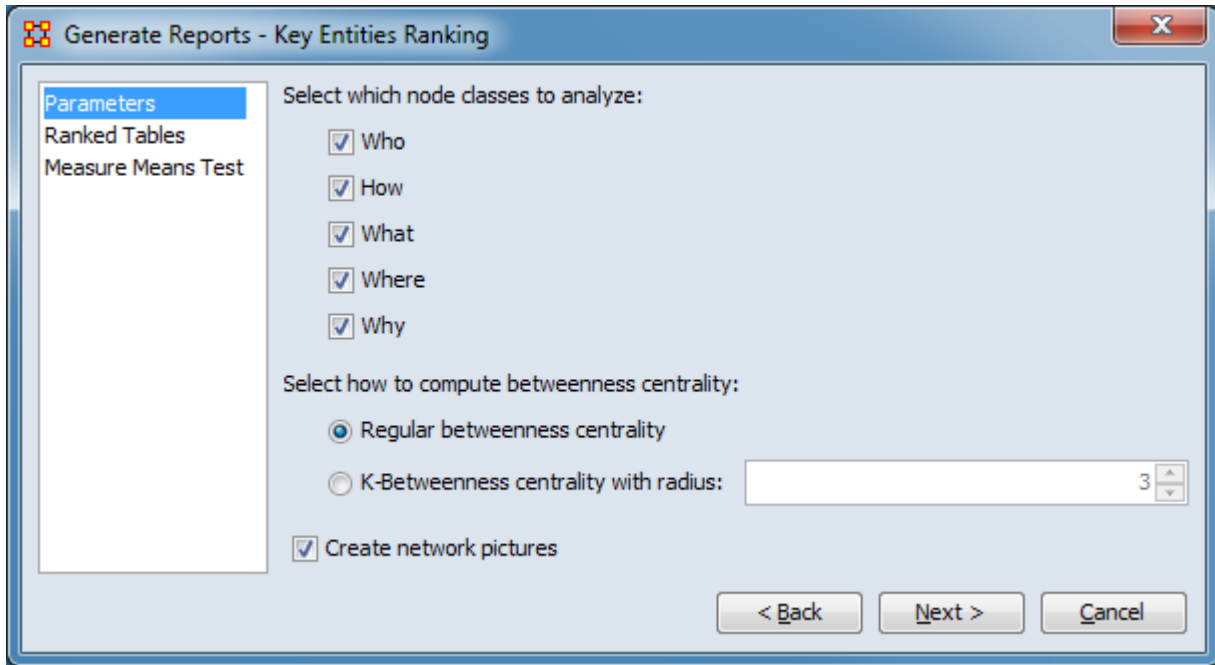 Generate Reports - Key Entities Ranking
Parameters
Ranked Tables
Measure Means Test
Select which node classes to analyze:
Who
How
What
Where
Why
Select how to compute betweenness centrality:
Regular betweenness centrality
K-Betweenness centrality with radius: 3
Create network pictures
< Back Next > Cancel